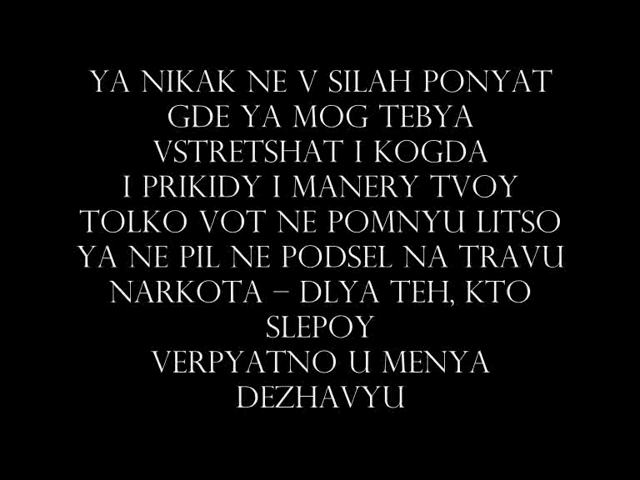 YA NIKAK NE V SILAH PONYAT
GDE YA MOG TEBYA
VSTRETSHAT I KOGDA
I PRIKIDY I MANERY TVOY
TOLKO VOT NE POMNYU LITSO
YA NE PIL NE PODSEL NA TRAVU
NARKOTA – DLYA TEH, KTO
SLEPOY
VERPYATNO U MENYA
DEZHAVYU